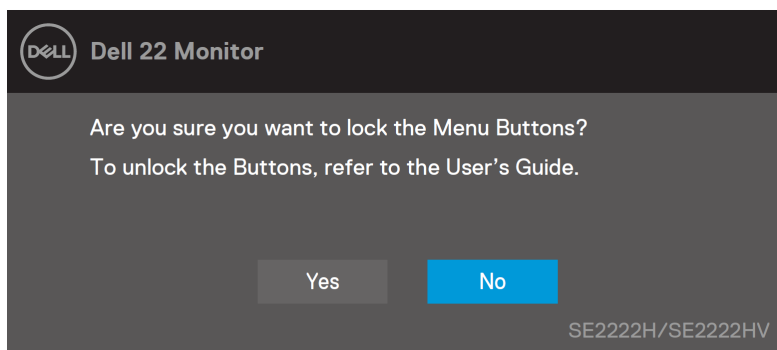 DELL Dell 22 Monitor
Are you sure you want to lock the Menu Buttons?
To unlock the Buttons, refer to the User’s Guide.
Yes No
SE2222H/SE2222HV